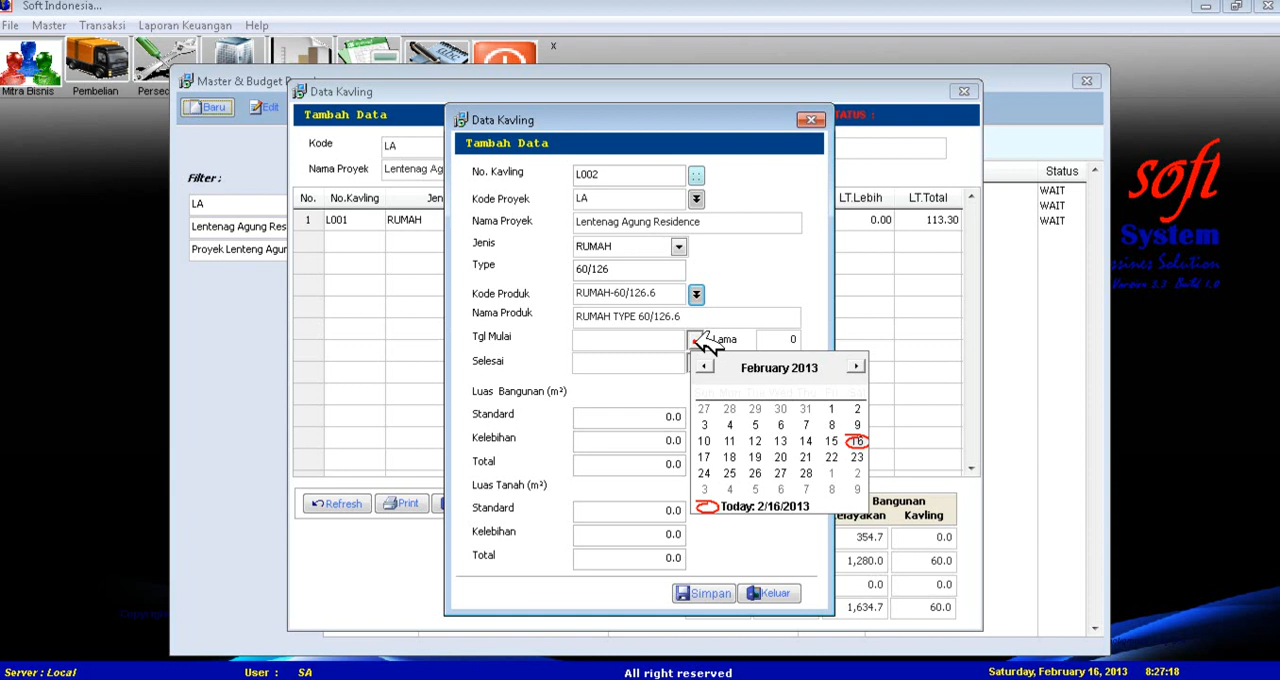 Soft Indonesia...
File Master Transaksi Laporan Keuangan Help
x
Mitra Bisnis Pembelian
Master & Budget
Baru Edit
Filter :
LA
Lentenag Agung Res
Proyek Lenteng Agun
Status
WAIT
WAIT
WAIT
Data Kavling
Tambah Data
STATUS :
Kode LA
Nama Proyek Lentenag Ag
No. No.Kavling Jen LT.Lebih LT.Total
1 L001 RUMAH 0.00 113.30
Refresh Print
Bangunan
Kavling
354.7 0.0
1,280.0 60.0
0.0 0.0
1,634.7 60.0
Data Kavling
Tambah Data
No. Kavling L002
Kode Proyek LA
Nama Proyek Lentenag Agung Residence
Jenis RUMAH
Type 60/126
Kode Produk RUMAH-60/126.6
Nama Produk RUMAH TYPE 60/126.6
Tgl Mulai Lama 0
Selesai
Luas Bangunan (m²)
Standard 0.0
Kelebihan 0.0
Total 0.0
Luas Tanah (m²)
Standard 0.0
Kelebihan 0.0
Total 0.0
Simpan Keluar
February 2013
Sun Mon Tue Wed Thu Fri Sat
27 28 29 30 31 1 2
3 4 5 6 7 8 9
10 11 12 13 14 15 16
17 18 19 20 21 22 23
24 25 26 27 28 1 2
3 4 5 6 7 8 9
Today: 2/16/2013
soft
System
Solution
Server : Local User : SA All right reserved Saturday, February 16, 2013 8:27:18